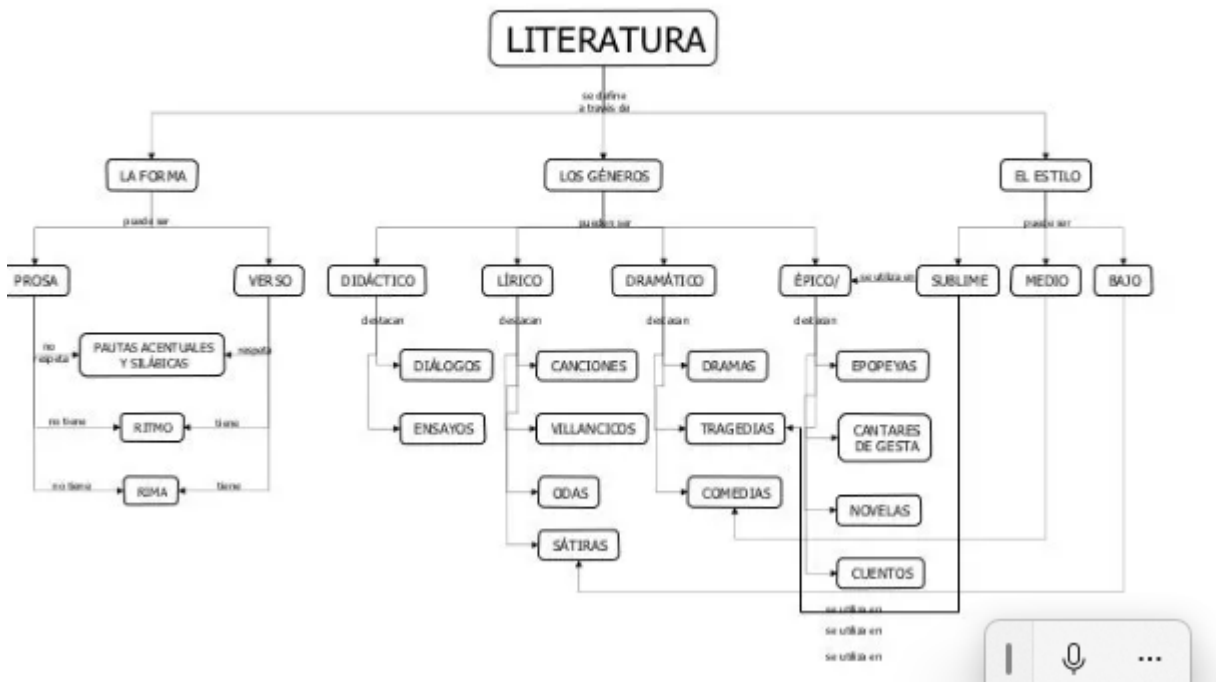 LITERATURA
se define
a través de
LA FORMA
LOS GÉNEROS
EL ESTILO
puede ser
pueden ser
puede ser
PROSA
VERSO
DIDÁCTICO
LÍRICO
DRAMÁTICO
ÉPICO/
se utiliza en
SUBLIME
MEDIO
BAJO
destacan
destacan
destacan
destacan
no
respeta
PAUTAS ACENTUALES
Y SILÁBICAS
respeta
DIÁLOGOS
CANCIONES
DRAMAS
EPOPEYAS
no tiene
RITMO
tiene
ENSAYOS
VILLANCICOS
TRAGEDIAS
CANTARES
DE GESTA
no tiene
RIMA
tiene
ODAS
COMEDIAS
NOVELAS
SÁTIRAS
CUENTOS
se utiliza en
se utiliza en
se utiliza en